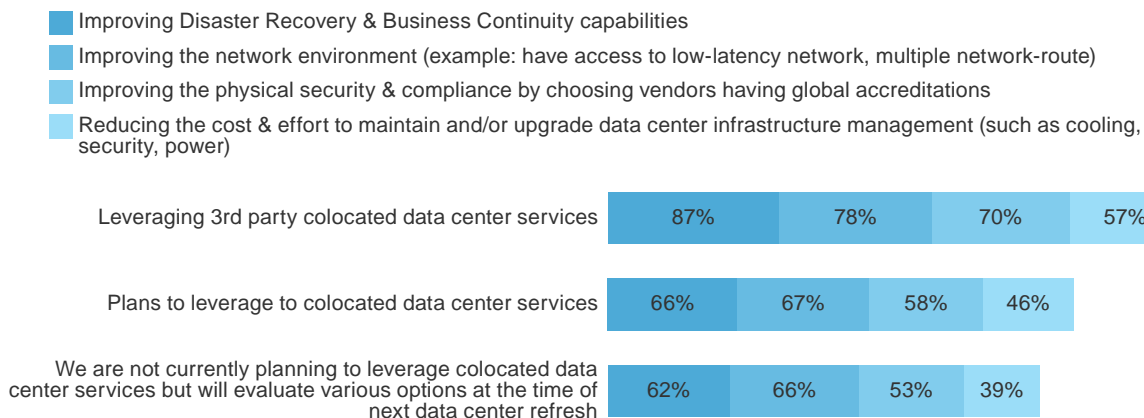 Improving Disaster Recovery & Business Continuity capabilities
Improving the network environment (example: have access to low-latency network, multiple network-route)
Improving the physical security & compliance by choosing vendors having global accreditations
Reducing the cost & effort to maintain and/or upgrade data center infrastructure management (such as cooling,
security, power)
Leveraging 3rd party colocated data center services
87% 78% 70% 57%
Plans to leverage to colocated data center services
66% 67% 58% 46%
We are not currently planning to leverage colocated data
center services but will evaluate various options at the time of
next data center refresh
62% 66% 53% 39%